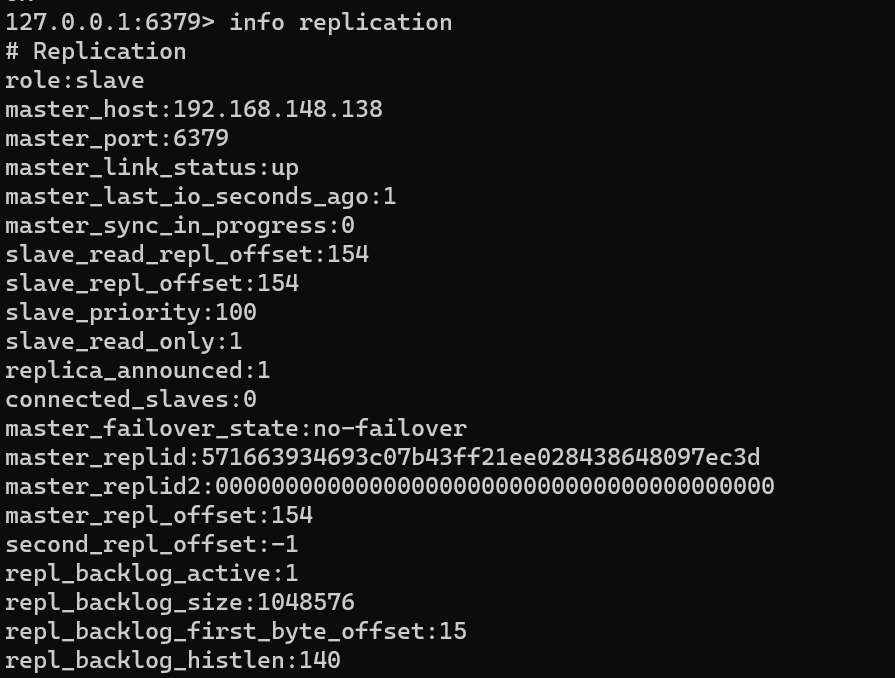 127.0.0.1:6379> info replication
# Replication
role:slave
master_host:192.168.148.138
master_port:6379
master_link_status:up
master_last_io_seconds_ago:1
master_sync_in_progress:0
slave_read_repl_offset:154
slave_repl_offset:154
slave_priority:100
slave_read_only:1
replica_announced:1
connected_slaves:0
master_failover_state:no-failover
master_replid:571663934693c07b43ff21ee028438648097ec3d
master_replid2:0000000000000000000000000000000000000000
master_repl_offset:154
second_repl_offset:-1
repl_backlog_active:1
repl_backlog_size:1048576
repl_backlog_first_byte_offset:15
repl_backlog_histlen:140